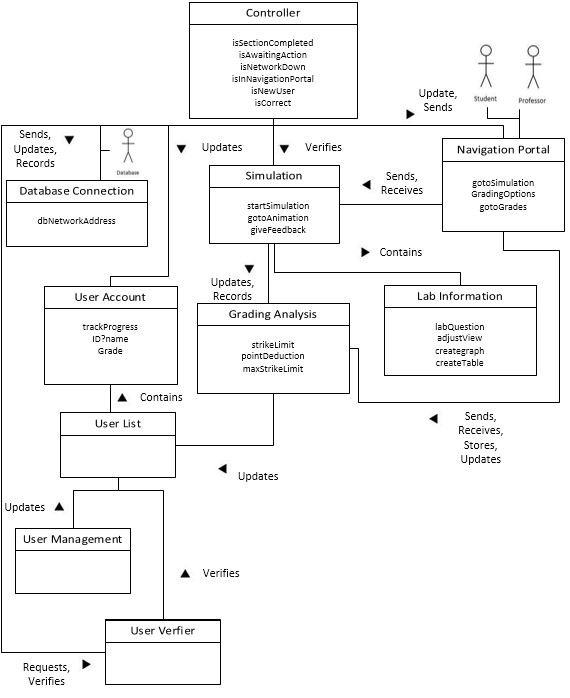 Controller
isSectionCompleted
isAwaitingAction
isNetworkDown
isInNavigationPortal
isNewUser
isCorrect
Student
Professor
Update,
Sends
Sends,
Updates,
Records
Database
Updates
Verifies
Navigation Portal
gotoSimulation
GradingOptions
gotoGrades
Database Connection
dbNetworkAddress
Simulation
startSimulation
gotoAnimation
giveFeedback
Sends,
Receives
Contains
Updates,
Records
User Account
trackProgress
ID?name
Grade
Grading Analysis
strikeLimit
pointDeduction
maxStrikeLimit
Lab Information
labQuestion
adjustView
creategraph
createTable
Contains
User List
Sends,
Receives,
Stores,
Updates
Updates
Updates
User Management
Verifies
User Verfier
Requests,
Verifies